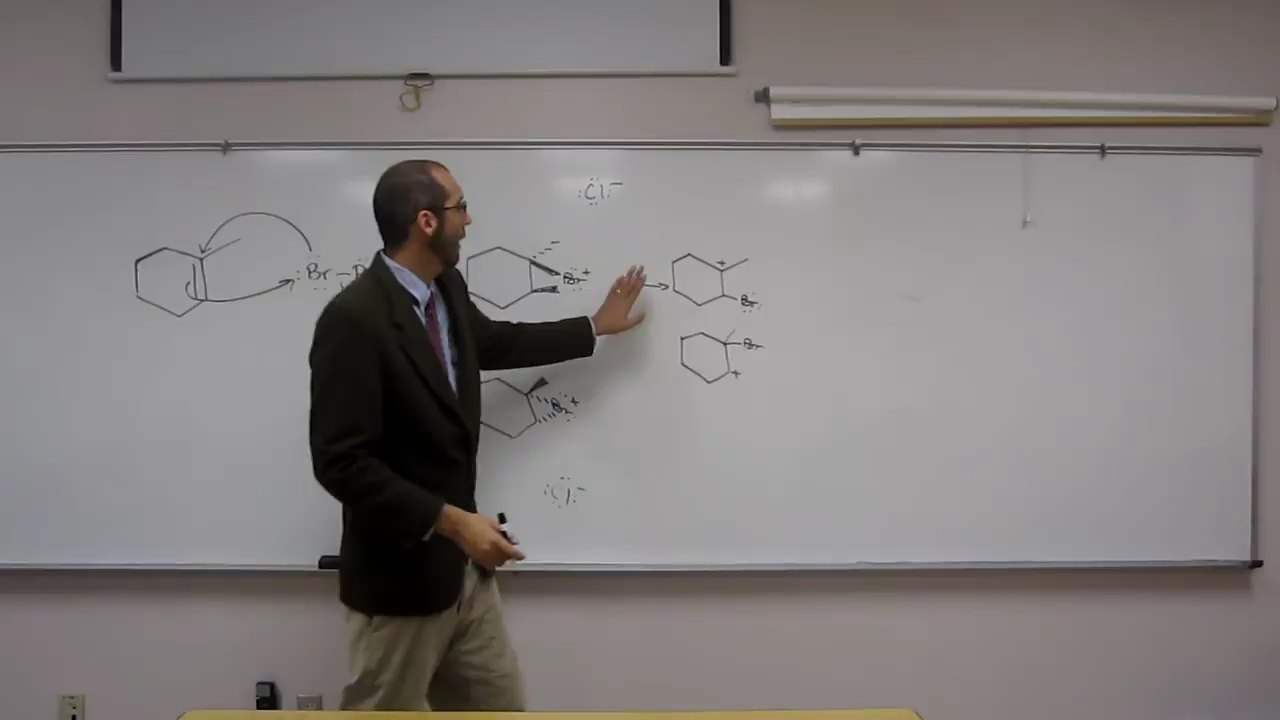 :Cl:⁻
:Br–B
Br⁺
+
Br:
Br
+
Br⁺
:Cl:⁻